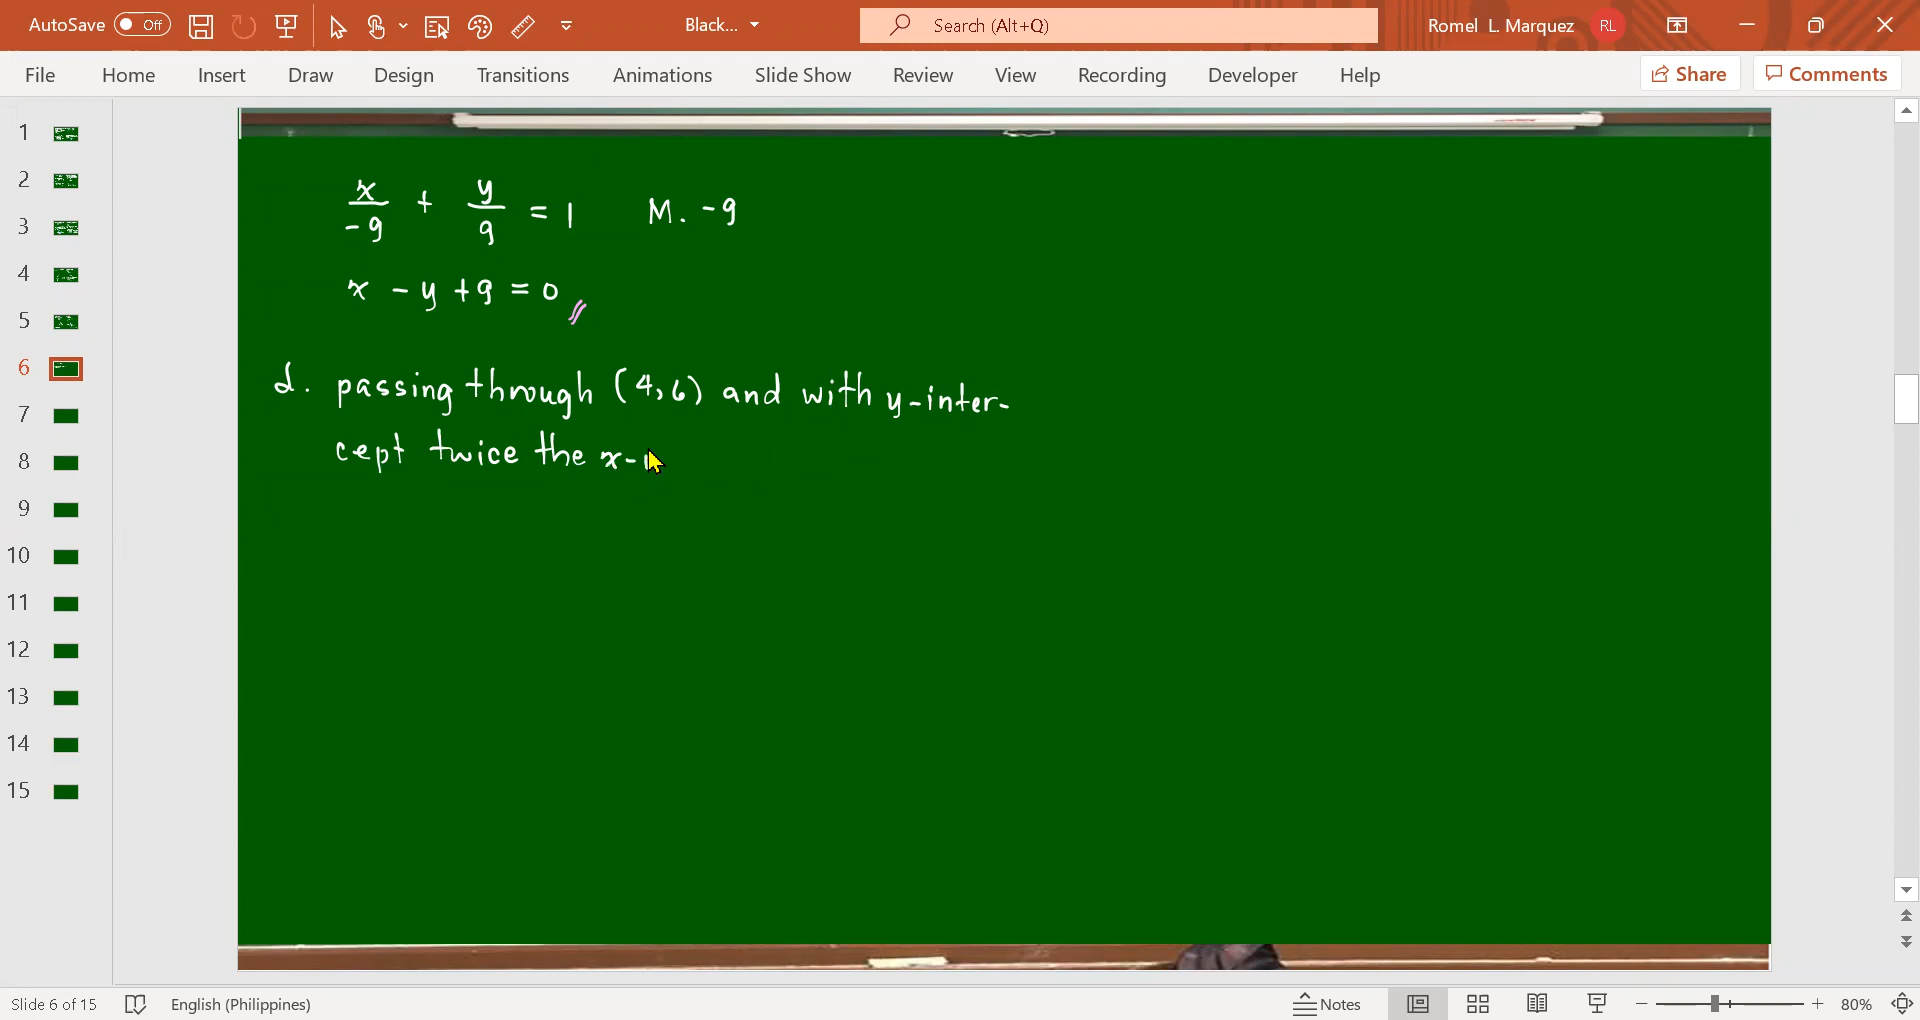 AutoSave Off Black... Search (Alt+Q) Romel L. Marquez RL
File Home Insert Draw Design Transitions Animations Slide Show Review View Recording Developer Help Share Comments
1
2
3
4
5
6
7
8
9
10
11
12
13
14
15
x/-9 + y/9 = 1 M. -9
x - y + 9 = 0
d. passing through (4,6) and with y-inter-
cept twice the x-
Slide 6 of 15 English (Philippines) Notes 80%